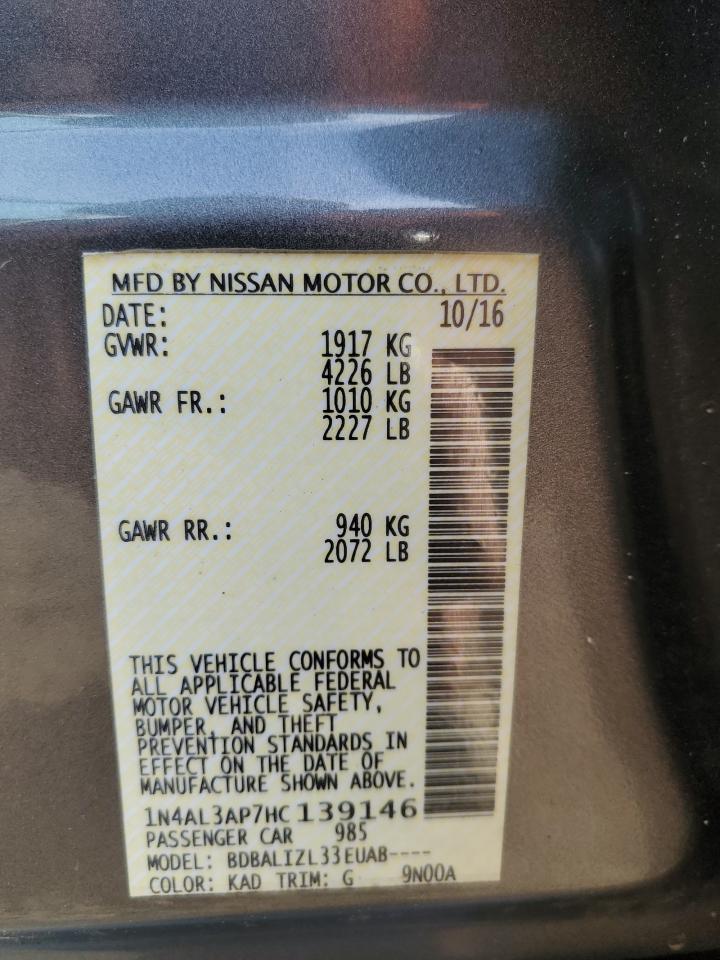 MFD BY NISSAN MOTOR CO., LTD.
DATE: 10/16
GVWR: 1917 KG
4226 LB
GAWR FR.: 1010 KG
2227 LB
GAWR RR.: 940 KG
2072 LB
THIS VEHICLE CONFORMS TO
ALL APPLICABLE FEDERAL
MOTOR VEHICLE SAFETY,
BUMPER, AND THEFT
PREVENTION STANDARDS IN
EFFECT ON THE DATE OF
MANUFACTURE SHOWN ABOVE.
1N4AL3AP7HC139146
PASSENGER CAR 985
MODEL: BDBALIZL33EUAB----
COLOR: KAD TRIM: G 9N00A